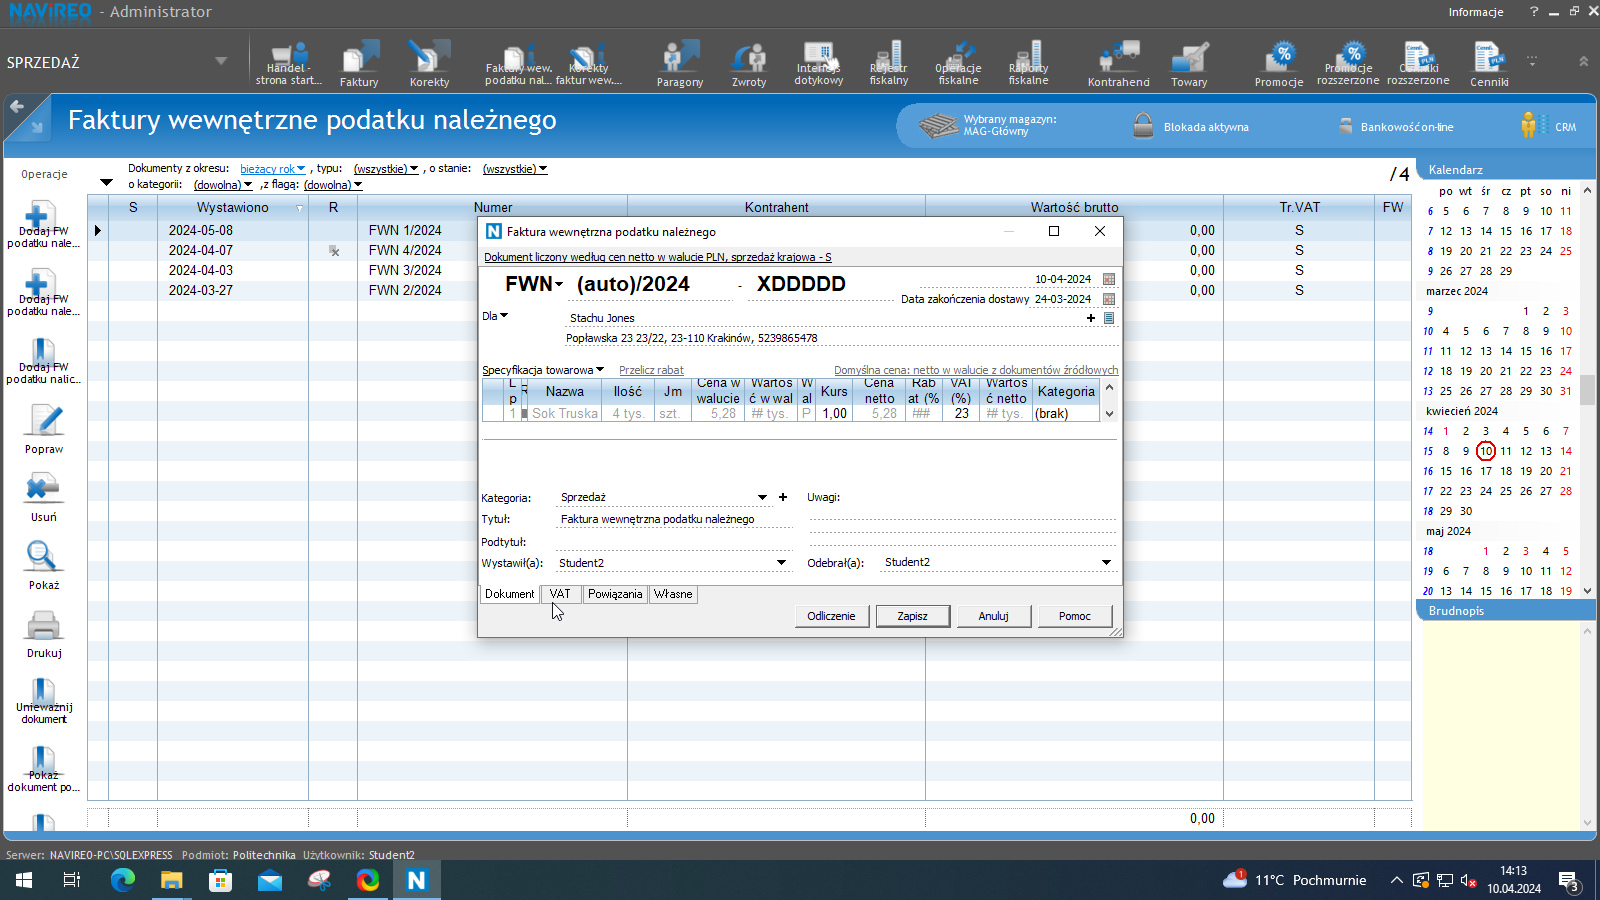 NAVIREO - Administrator
Informacje
SPRZEDAŻ
Handel -
strona start...
Faktury
Korekty
Faktury wew.
podatku nal...
Korekty
faktur wew....
Paragony
Zwroty
Interfejs
dotykowy
Rejestr
fiskalny
Operacje
fiskalne
Raporty
fiskalne
Kontrahenci
Towary
Promocje
Promocje
rozszerzone
Cenniki
rozszerzone
Cenniki
Faktury wewnętrzne podatku należnego
Wybrany magazyn:
MAG-Główny
Blokada aktywna
Bankowość on-line
CRM
Operacje
Dokumenty z okresu: bieżący rok , typu: (wszystkie) , o stanie: (wszystkie)
o kategorii: (dowolna) ,z flagą: (dowolna)
/ 4
S Wystawiono R Numer Kontrahent Wartość brutto Tr.VAT FW
2024-05-08 FWN 1/2024 0,00 S
2024-04-07 FWN 4/2024 0,00 S
2024-04-03 FWN 3/2024 0,00 S
2024-03-27 FWN 2/2024 0,00 S
0,00
Dodaj FW
podatku nale...
Dodaj FW
podatku nale...
Dodaj FW
podatku nalic...
Popraw
Usuń
Pokaż
Drukuj
Unieważnij
dokument
Pokaż
dokument po...
Faktura wewnętrzna podatku należnego
Dokument liczony według cen netto w walucie PLN, sprzedaż krajowa - S
FWN (auto)/2024 - XDDDDD
10-04-2024
Data zakończenia dostawy 24-03-2024
Dla
Stachu Jones
Popławska 23 23/22, 23-110 Krakinów, 5239865478
Specyfikacja towarowa Przelicz rabat Domyślna cena: netto w walucie z dokumentów źródłowych
Lp R Nazwa Ilość Jm Cena w walucie Wartość w wal Wal Kurs Cena netto Rabat (% VAT (%) Wartość netto Kategoria
1 Sok Truska 4 tys. szt. 5,28 ## tys. P 1,00 5,28 ### 23 ## tys. (brak)
Kategoria: Sprzedaż
Uwagi:
Tytuł: Faktura wewnętrzna podatku należnego
Podtytuł:
Wystawił(a): Student2
Odebrał(a): Student2
Dokument VAT Powiązania Własne
Odliczenie Zapisz Anuluj Pomoc
Kalendarz
po wt śr cz pt so ni
6 5 6 7 8 9 10 11
7 12 13 14 15 16 17 18
8 19 20 21 22 23 24 25
9 26 27 28 29
marzec 2024
9 1 2 3
10 4 5 6 7 8 9 10
11 11 12 13 14 15 16 17
12 18 19 20 21 22 23 24
13 25 26 27 28 29 30 31
kwiecień 2024
14 1 2 3 4 5 6 7
15 8 9 10 11 12 13 14
16 15 16 17 18 19 20 21
17 22 23 24 25 26 27 28
18 29 30
maj 2024
18 1 2 3 4 5
19 6 7 8 9 10 11 12
20 13 14 15 16 17 18 19
Brudnopis
Serwer: NAVIREO-PC\SQLEXPRESS Podmiot: Politechnika Użytkownik: Student2
1
11°C Pochmurnie
14:13
10.04.2024
3